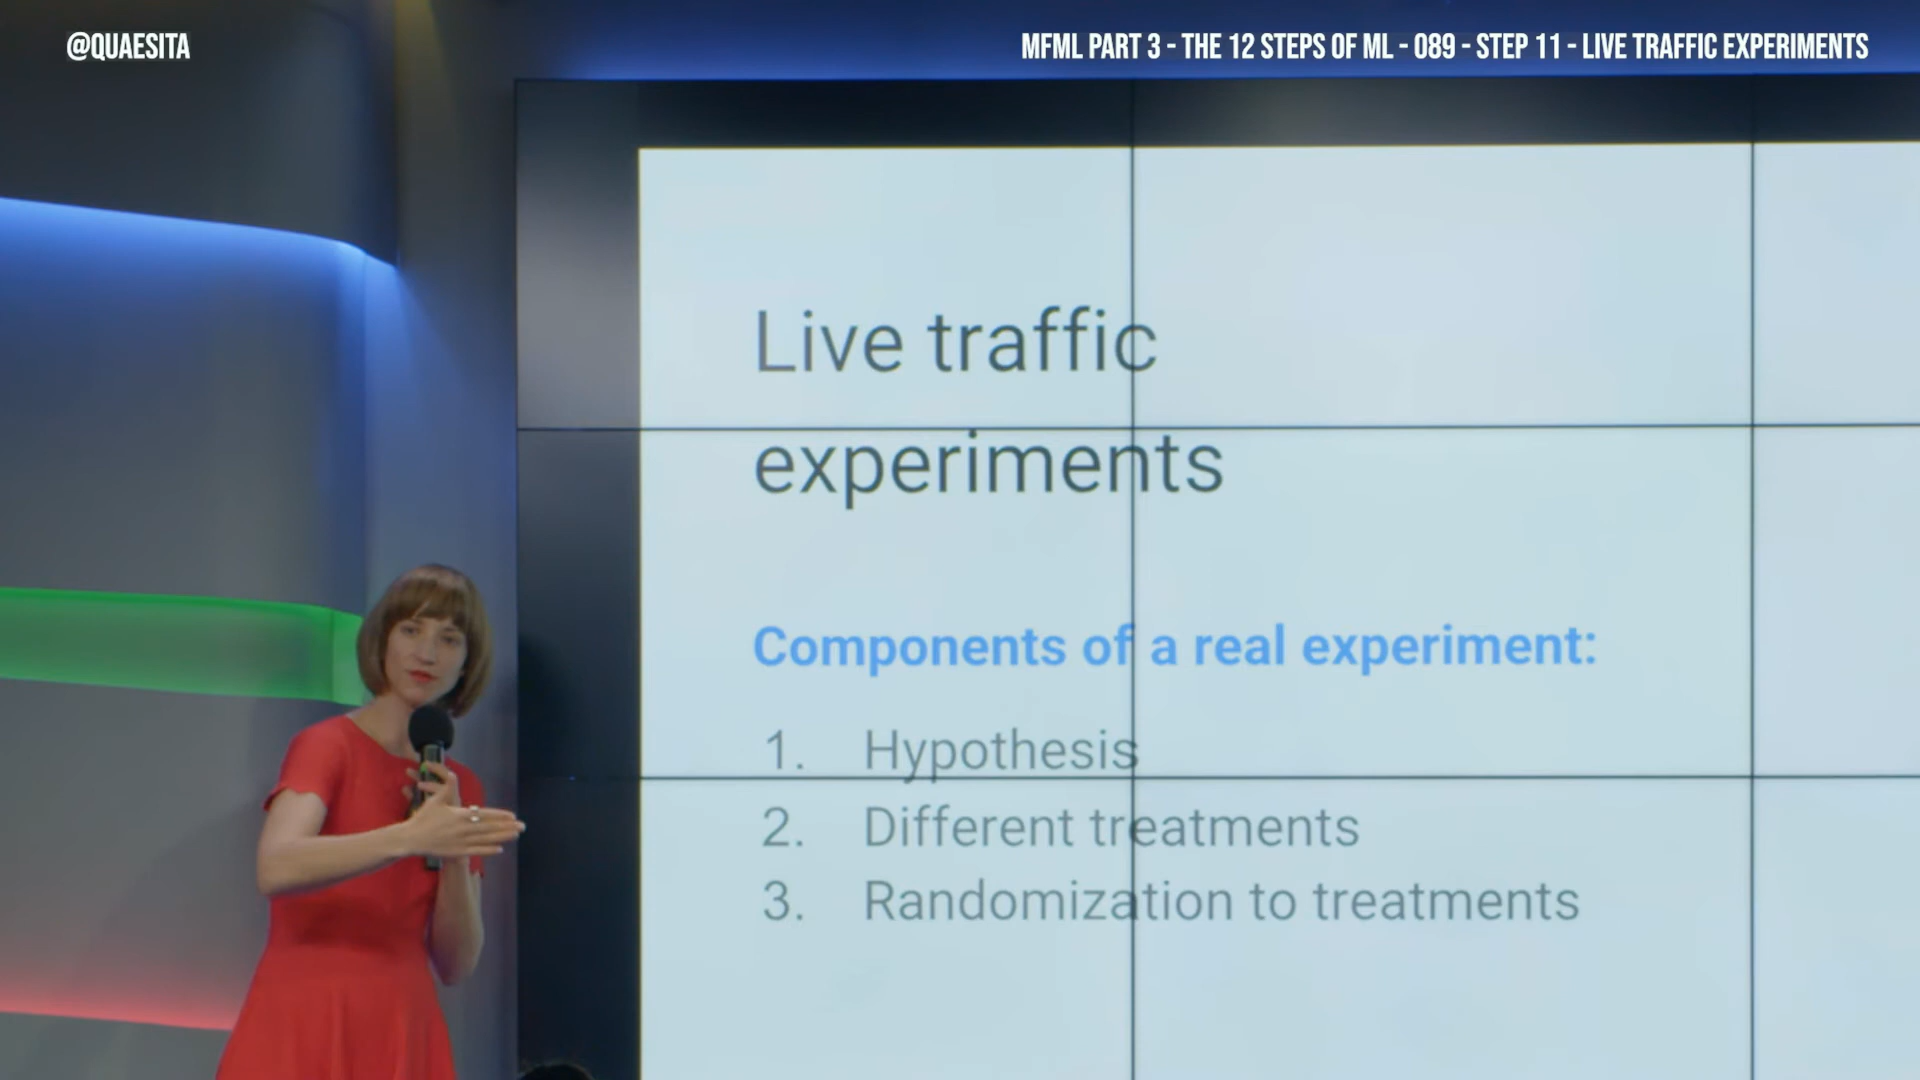 @QUAESITA
MFML PART 3 - THE 12 STEPS OF ML - 089 - STEP 11 - LIVE TRAFFIC EXPERIMENTS
Live traffic
experiments
Components of a real experiment:
1. Hypothesis
2. Different treatments
3. Randomization to treatments